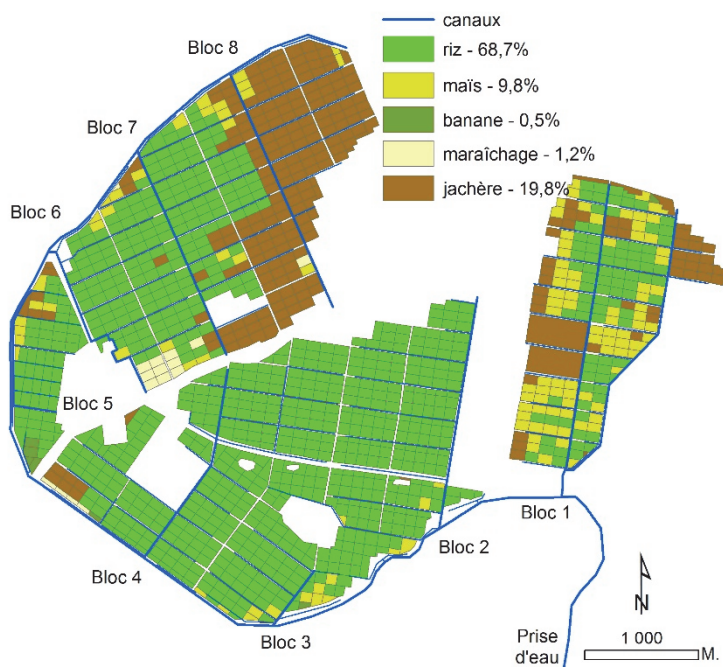 canaux
riz - 68,7%
maïs - 9,8%
banane - 0,5%
maraîchage - 1,2%
jachère - 19,8%
Bloc 8
Bloc 7
Bloc 6
Bloc 5
Bloc 4
Bloc 3
Bloc 2
Bloc 1
Prise
d'eau
N
1 000
M.